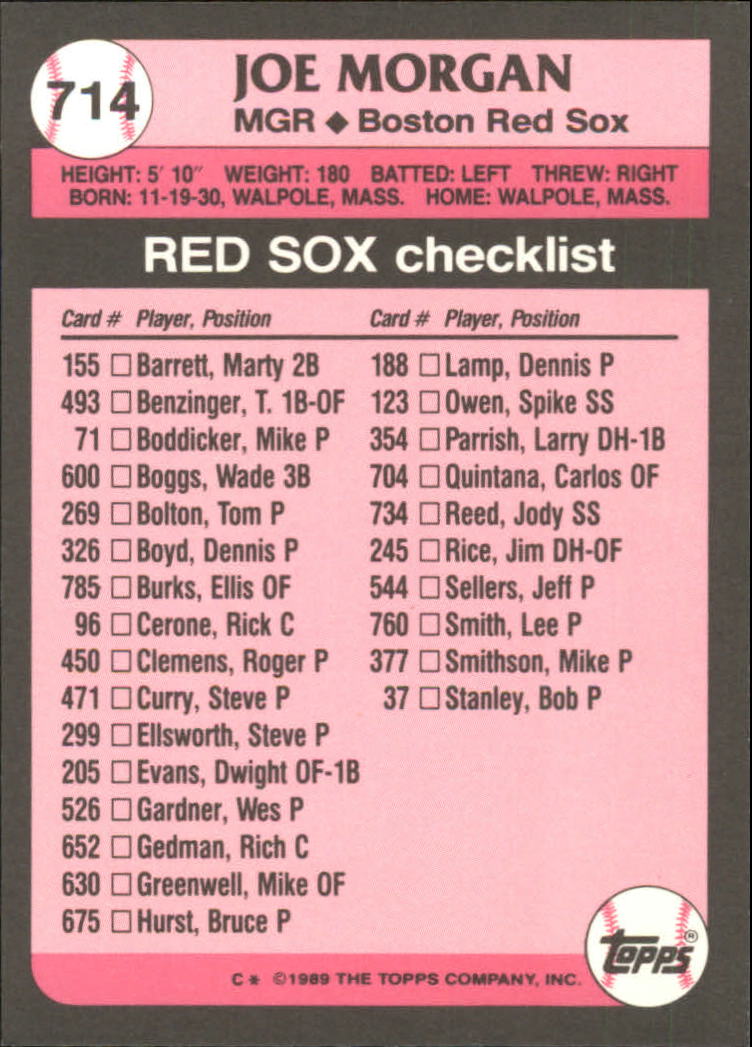 714
JOE MORGAN
MGR ◆ Boston Red Sox
HEIGHT: 5' 10" WEIGHT: 180 BATTED: LEFT THREW: RIGHT
BORN: 11-19-30, WALPOLE, MASS. HOME: WALPOLE, MASS.
RED SOX checklist
Card # Player, Position
155 □ Barrett, Marty 2B
493 □ Benzinger, T. 1B-OF
71 □ Boddicker, Mike P
600 □ Boggs, Wade 3B
269 □ Bolton, Tom P
326 □ Boyd, Dennis P
785 □ Burks, Ellis OF
96 □ Cerone, Rick C
450 □ Clemens, Roger P
471 □ Curry, Steve P
299 □ Ellsworth, Steve P
205 □ Evans, Dwight OF-1B
526 □ Gardner, Wes P
652 □ Gedman, Rich C
630 □ Greenwell, Mike OF
675 □ Hurst, Bruce P
Card # Player, Position
188 □ Lamp, Dennis P
123 □ Owen, Spike SS
354 □ Parrish, Larry DH-1B
704 □ Quintana, Carlos OF
734 □ Reed, Jody SS
245 □ Rice, Jim DH-OF
544 □ Sellers, Jeff P
760 □ Smith, Lee P
377 □ Smithson, Mike P
37 □ Stanley, Bob P
topps®
C* ©1989 THE TOPPS COMPANY, INC.